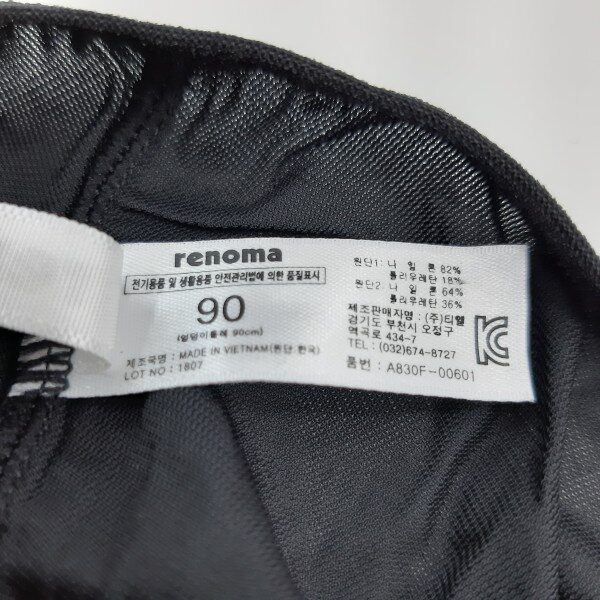 renoma
전기용품 및 생활용품 안전관리법에 의한 품질표시
90
(엉덩이둘레 90cm)
제조국명 : MADE IN VIETNAM(원단 한국)
LOT NO : 1807
원단1: 나 일 론 82%
폴리우레탄 18%
원단2: 나 일 론 64%
폴리우레탄 36%
제조판매자명 : (주)티엘
경기도 부천시 오정구
역곡로 434-7
TEL : (032)674-8727
품번 : A830F-00601